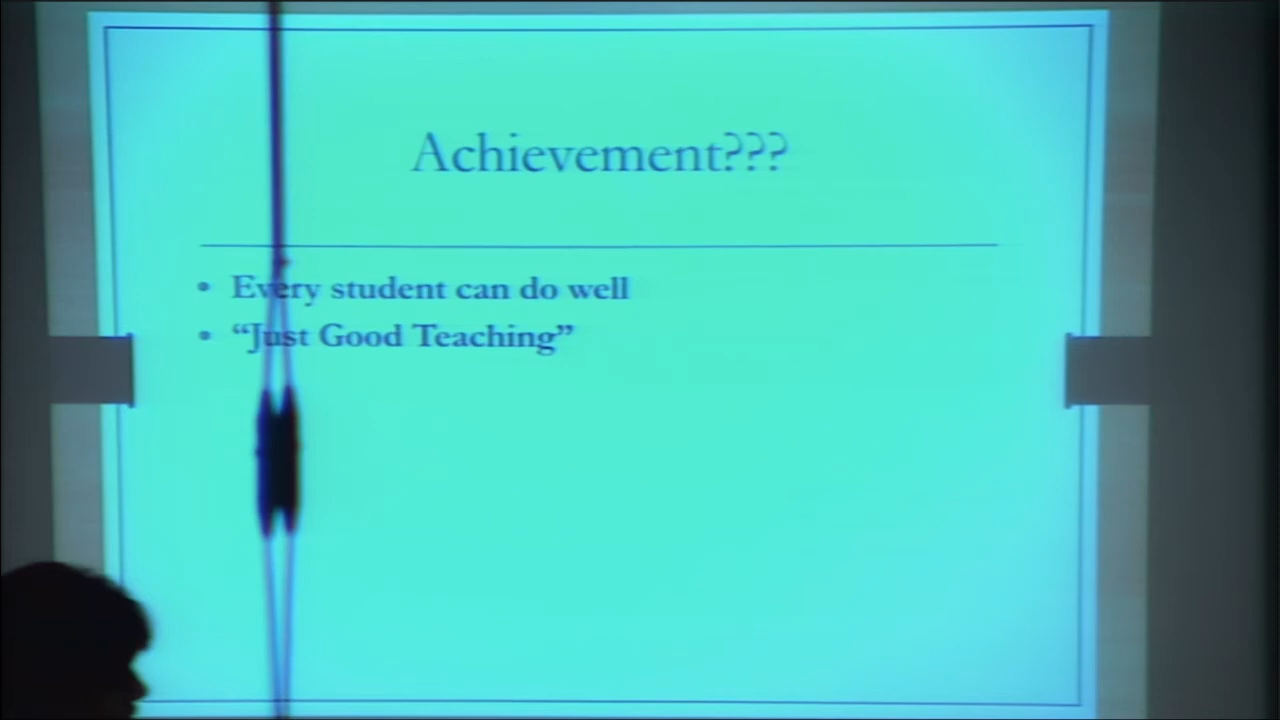 Achievement???
• Every student can do well
• “Just Good Teaching”